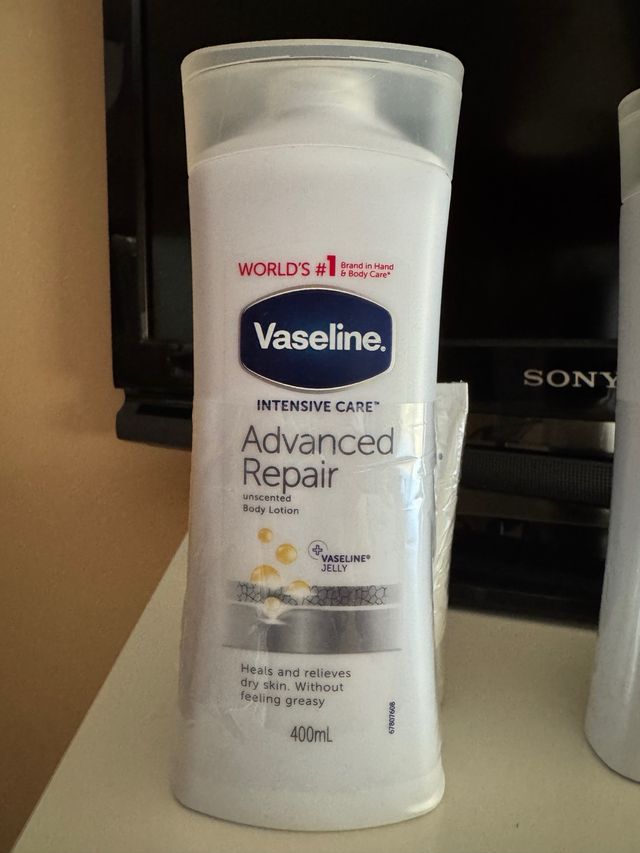 WORLD'S #1 Brand in Hand
& Body Care*
Vaseline.
INTENSIVE CARE™
Advanced
Repair
unscented
Body Lotion
VASELINE®
JELLY
Heals and relieves
dry skin. Without
feeling greasy
400mL
67807608
SONY